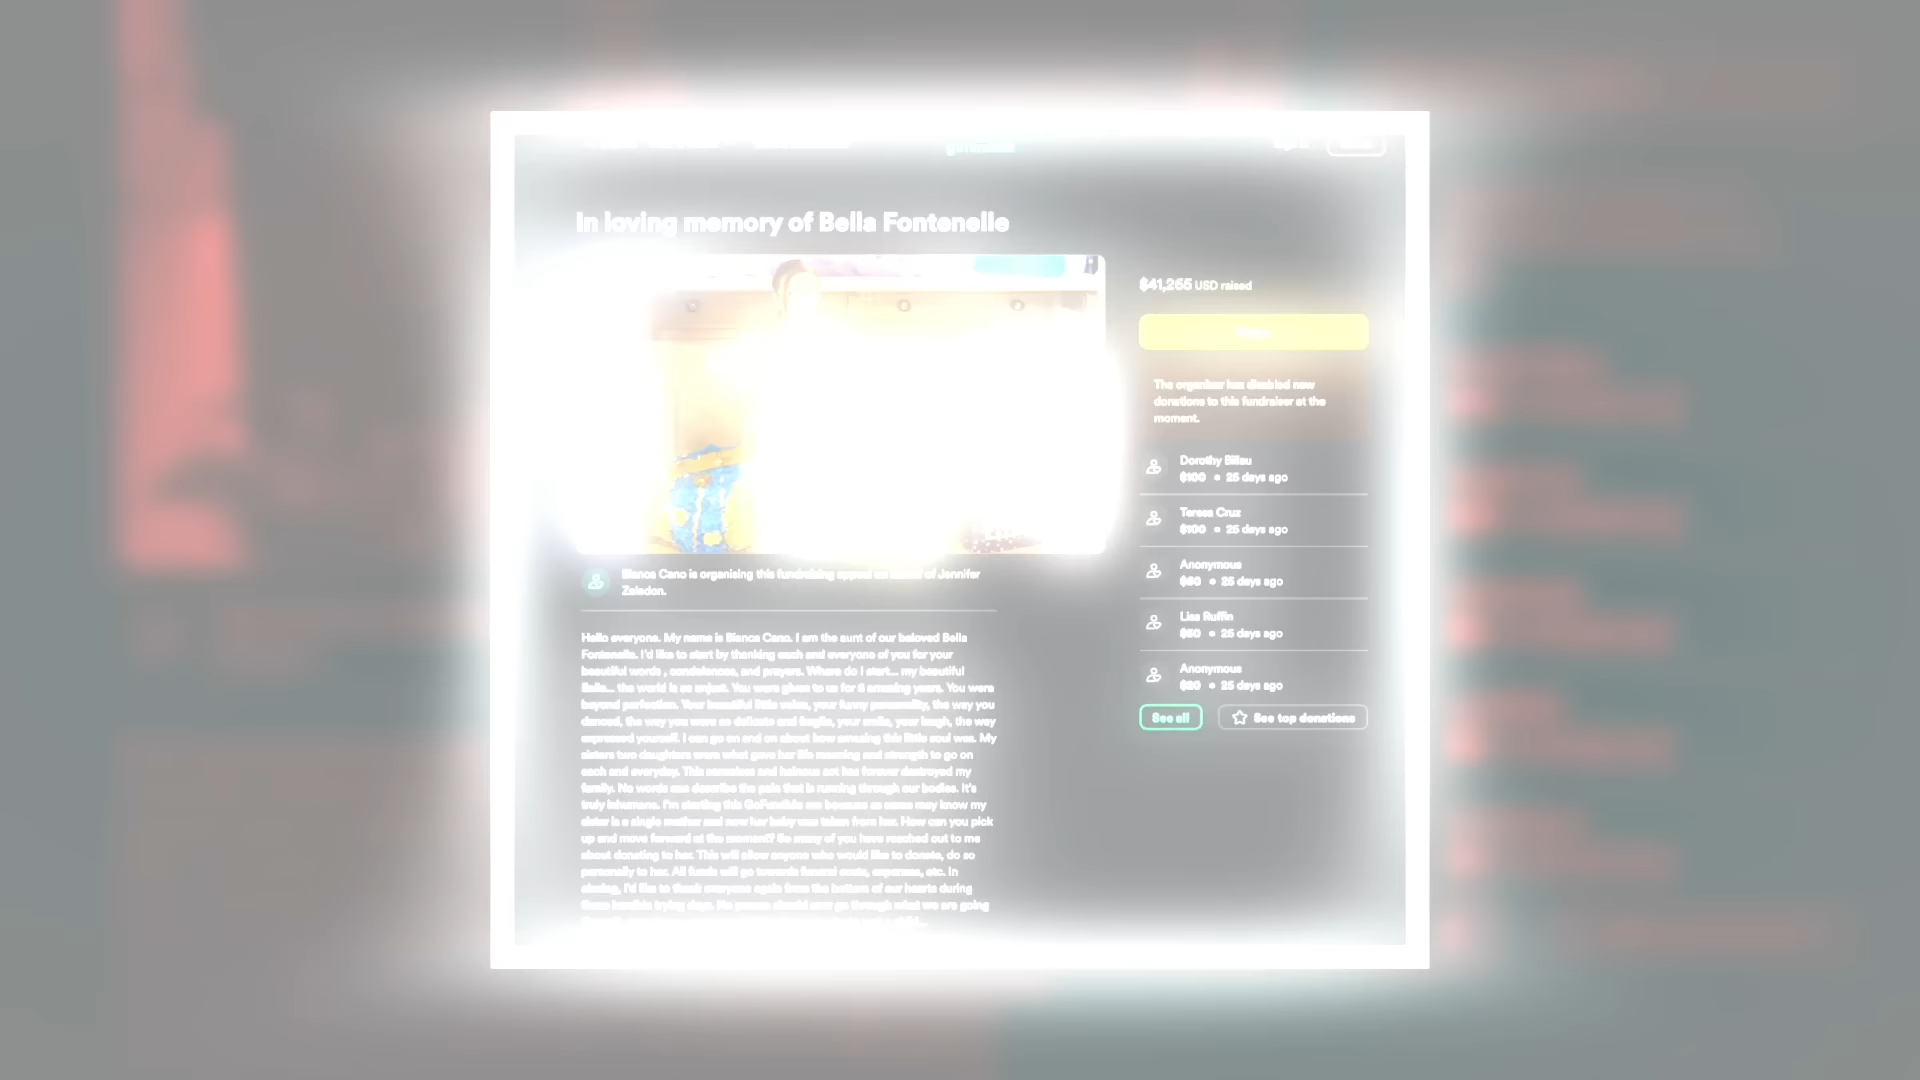 In loving memory of Bella Fontenelle
$41,265 USD raised
The organiser has disabled new
donations to this fundraiser at the
moment.
Dorothy Billau
$100 • 25 days ago
Teresa Cruz
$100 • 25 days ago
Anonymous
25 days ago
Lisa Ruffin
$50 • 25 days ago
Anonymous
$20 • 25 days ago
See all
See top donations
Bianca Cano is organising this fundraising appeal on behalf of Jennifer
Zeledon.
Hello everyone. My name is Bianca Cano. I am the aunt of our beloved Bella
Fontenelle. I'd like to start by thanking each and everyone of you for your
beautiful words , condolences, and prayers. Where do I start... my beautiful
Bella... the world is so unjust. You were given to us for 6 amazing years. You were
beyond perfection. Your beautiful little voice, your funny personality, the way you
danced, the way you were so delicate and fragile, your smile, your laugh, the way
expressed yourself. I can go on and on about how amazing this little soul was. My
sisters two daughters were what gave her life meaning and strength to go on
each and everyday. This senseless and heinous act has forever destroyed my
family. No words can describe the pain that is running through our bodies. It's
truly inhumane. I'm starting this GoFundMe are because as some may know my
sister is a single mother and now her baby was taken from her. How can you pick
up and move forward at the moment? So many of you have reached out to me
about donating to her. This will allow anyone who would like to donate, do so
personally to her. All funds will go towards funeral costs, expenses, etc. In
closing, I'd like to thank everyone again from the bottom of our hearts during
these horrible trying days. No person should ever go through what we are going